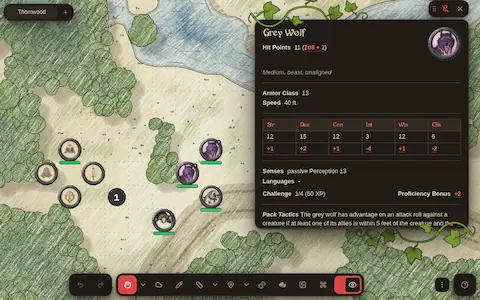 Thornwood +
Grey Wolf
Hit Points 11 (2d8 + 2)
Medium, beast, unaligned
Armor Class 13
Speed 40 ft.
Str Dex Con Int Wis Cha
12 15 12 3 12 6
+1 +2 +1 -4 +1 -2
Senses passive Perception 13
Languages -
Challenge 1/4 (50 XP) Proficiency Bonus +2
Pack Tactics The grey wolf has advantage on an attack roll against a
creature if at least one of its allies is within 5 feet of the creature and the
1